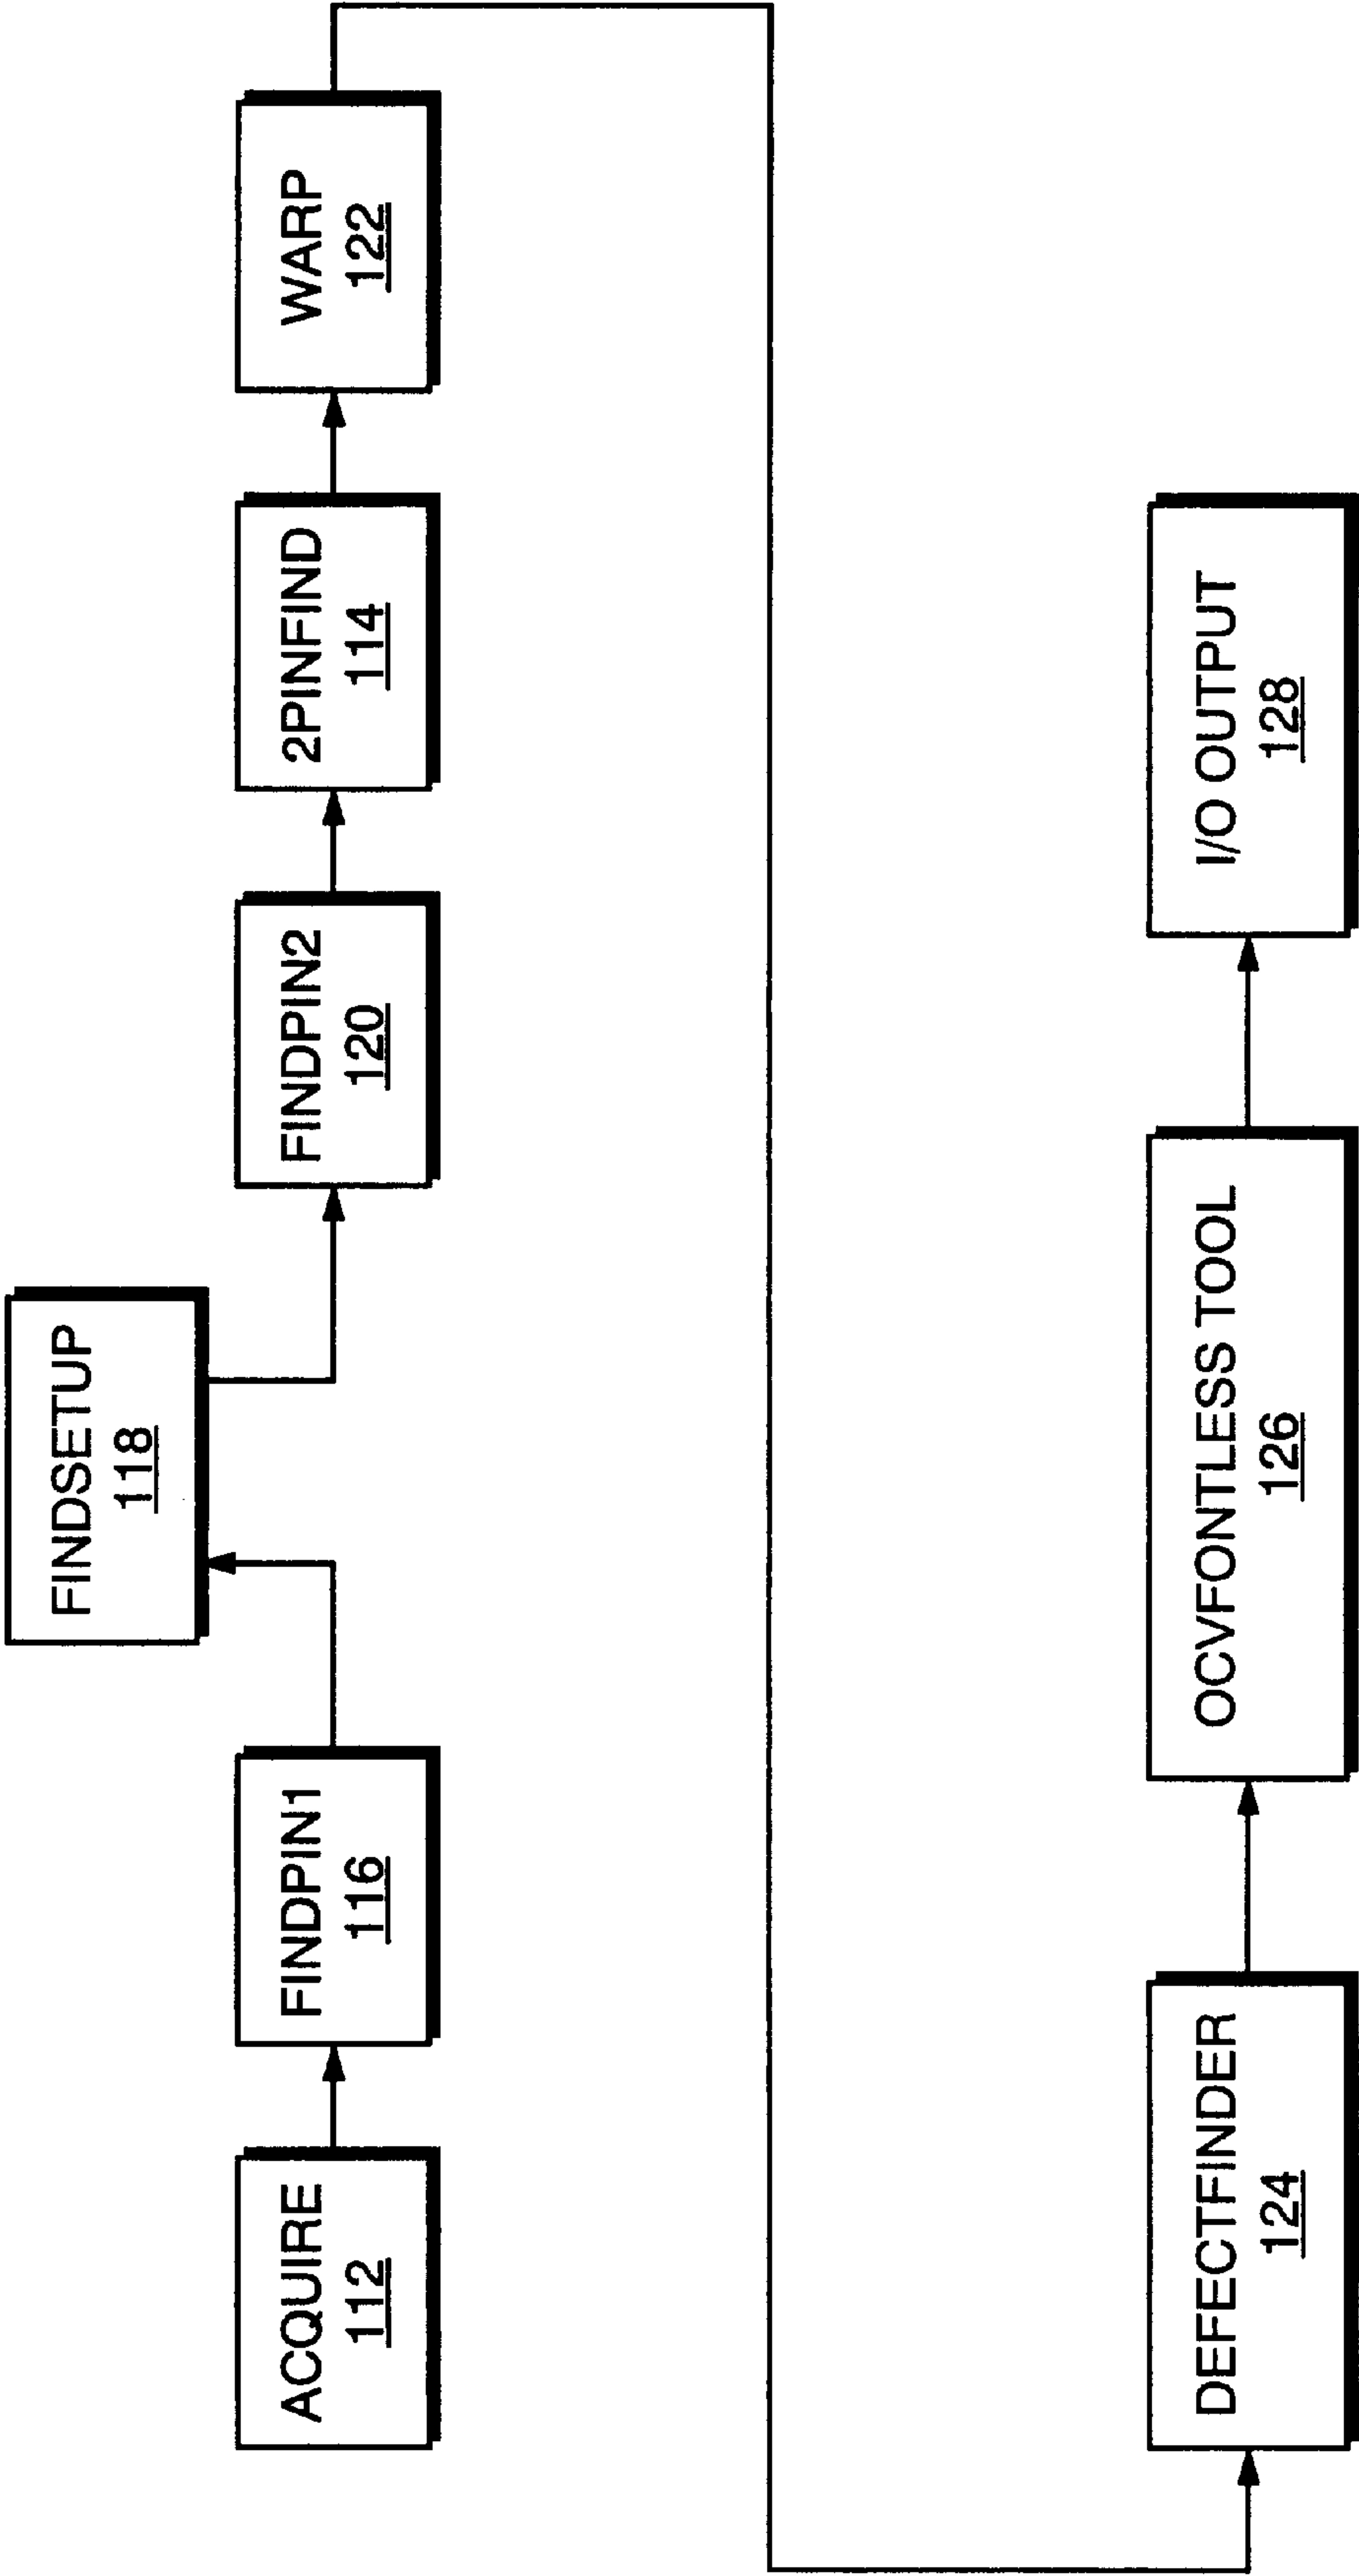 FINDSETUP
118
ACQUIRE
112
FINDPIN1
116
FINDPIN2
120
2PINFIND
114
WARP
122
DEFECTFINDER
124
OCVFONTLESS TOOL
126
I/O OUTPUT
128